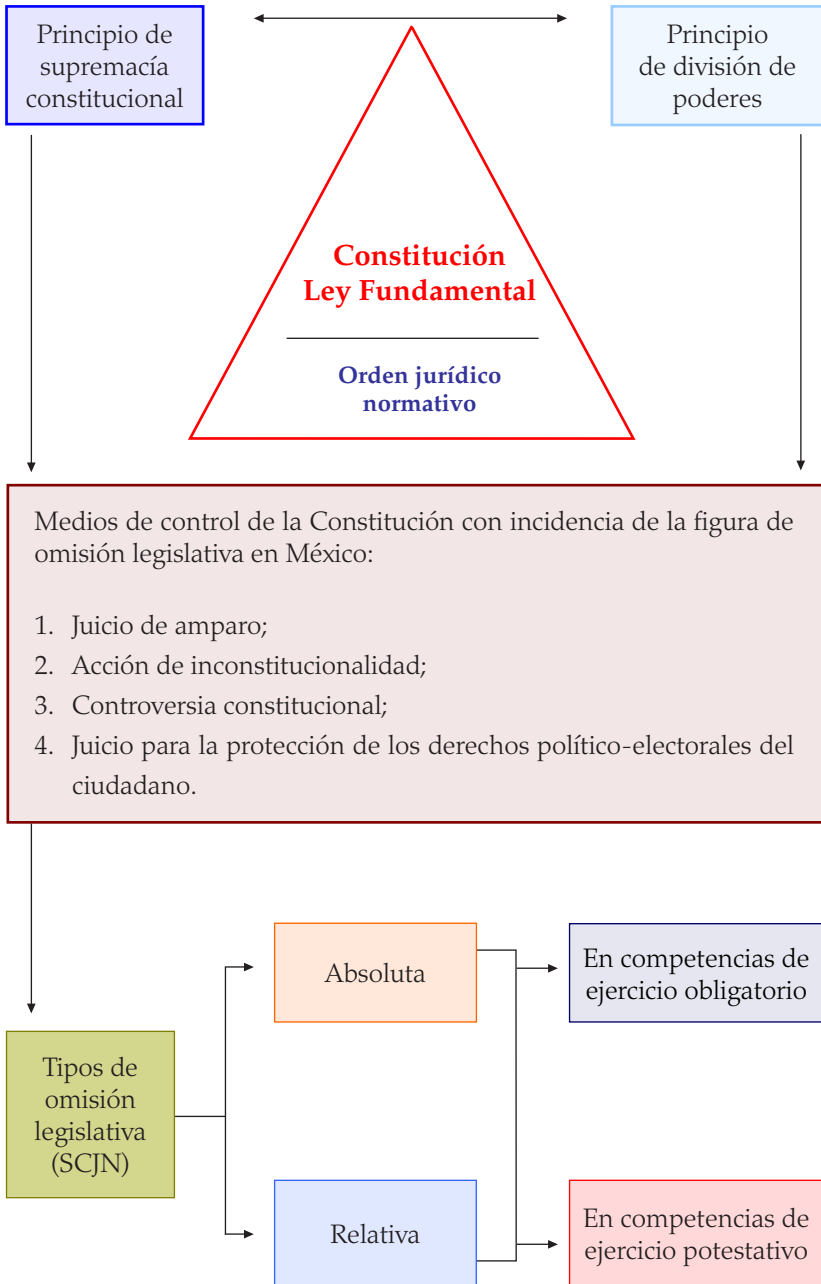 Principio de
supremacía
constitucional
Principio
de división de
poderes
Constitución
Ley Fundamental
Orden jurídico
normativo
Medios de control de la Constitución con incidencia de la figura de
omisión legislativa en México:
1. Juicio de amparo;
2. Acción de inconstitucionalidad;
3. Controversia constitucional;
4. Juicio para la protección de los derechos político-electorales del
ciudadano.
Tipos de
omisión
legislativa
(SCJN)
Absoluta
Relativa
En competencias de
ejercicio obligatorio
En competencias de
ejercicio potestativo